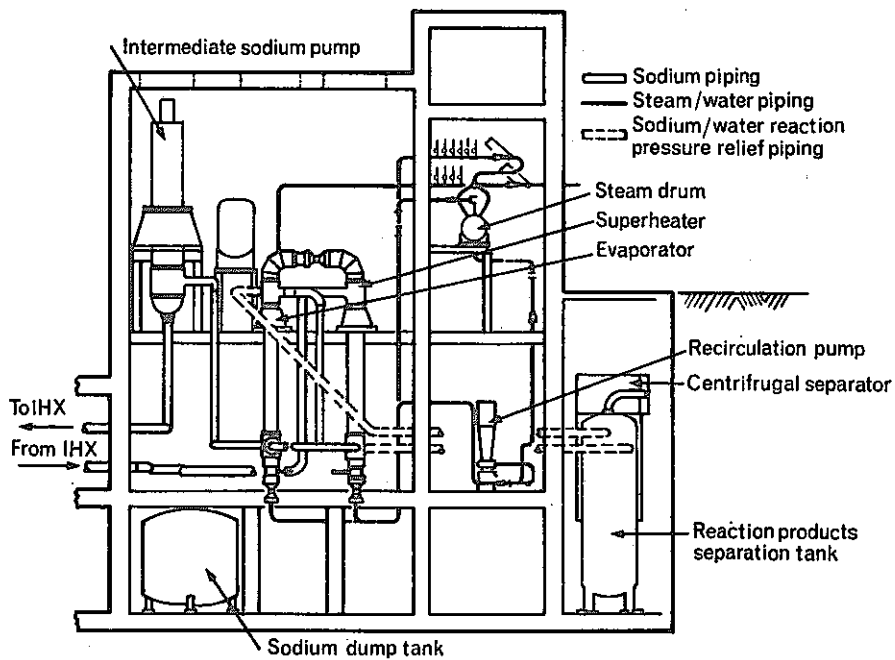 Intermediate sodium pump
Sodium piping
Steam/water piping
Sodium/water reaction
pressure relief piping
Steam drum
Superheater
Evaporator
Recirculation pump
Centrifrugal separator
To IHX
From IHX
Reaction products
separation tank
Sodium dump tank